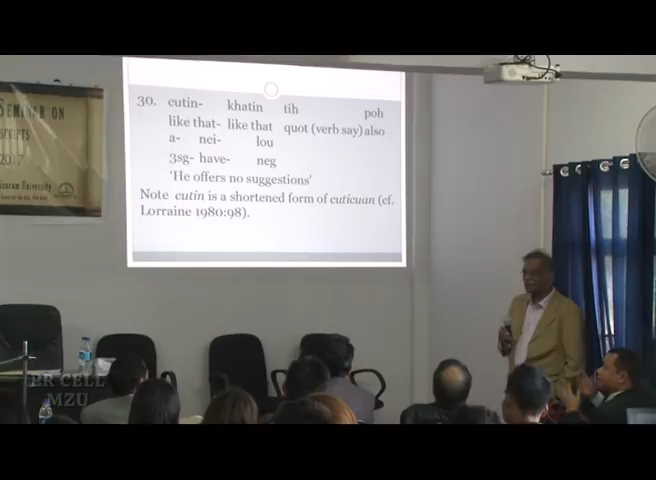 SEMINAR ON
SCRIPTS
2017
30. cutin- khatin tih poh
like that- like that quot (verb say) also
a- nei- lou
3sg- have- neg
'He offers no suggestions'
Note cutin is a shortened form of cuticuan (cf.
Lorraine 1980:98).
PR CELL
MZU